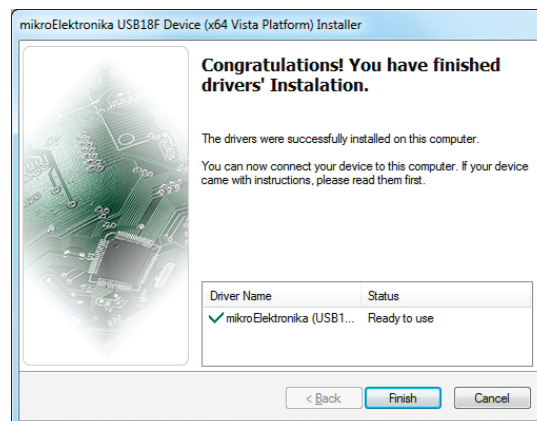 mikroElektronika USB18F Device (x64 Vista Platform) Installer
Congratulations! You have finished
drivers' Instalation.
The drivers were successfully installed on this computer.
You can now connect your device to this computer. If your device
came with instructions, please read them first.
Driver Name Status
mikroElektronika (USB1... Ready to use
< Back Finish Cancel